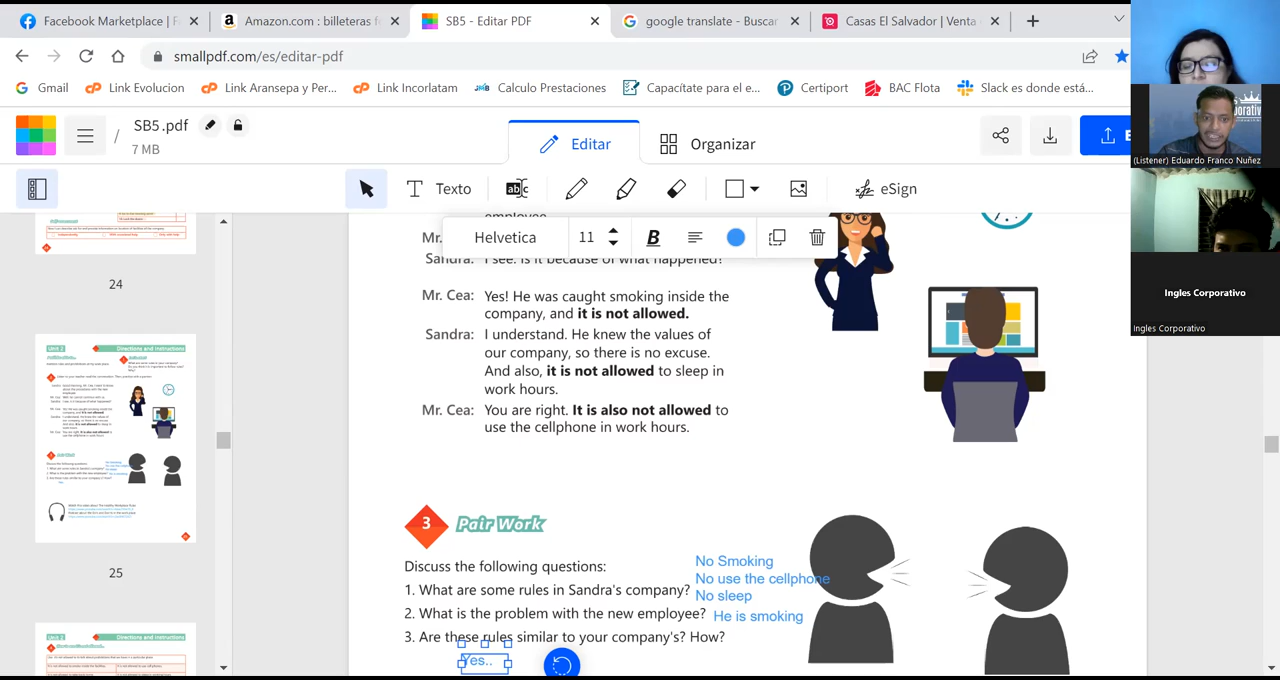 Facebook Marketplace | F
Amazon.com : billeteras fe
SB5 - Editar PDF
google translate - Buscar
Casas El Salvador | Venta
smallpdf.com/es/editar-pdf
Gmail
Link Evolucion
Link Aransepa y Per...
Link Incorlatam
Calculo Prestaciones
Capacítate para el e...
Certiport
BAC Flota
Slack es donde está...
(Listener) Eduardo Franco Nuñez
Ingles Corporativo
Ingles Corporativo
/ SB5.pdf
7 MB
Editar
Organizar
Texto
eSign
Helvetica 11 B
24
25
employee.
Mr.
Sandra: I see. Is it because of what happened?
Mr. Cea: Yes! He was caught smoking inside the
company, and it is not allowed.
Sandra: I understand. He knew the values of
our company, so there is no excuse.
And also, it is not allowed to sleep in
work hours.
Mr. Cea: You are right. It is also not allowed to
use the cellphone in work hours.
3 Pair Work
Discuss the following questions:
1. What are some rules in Sandra's company?
2. What is the problem with the new employee?
3. Are these rules similar to your company's? How?
No Smoking
No use the cellphone
No sleep
He is smoking
Yes..
Unit 2 Directions and Instructions